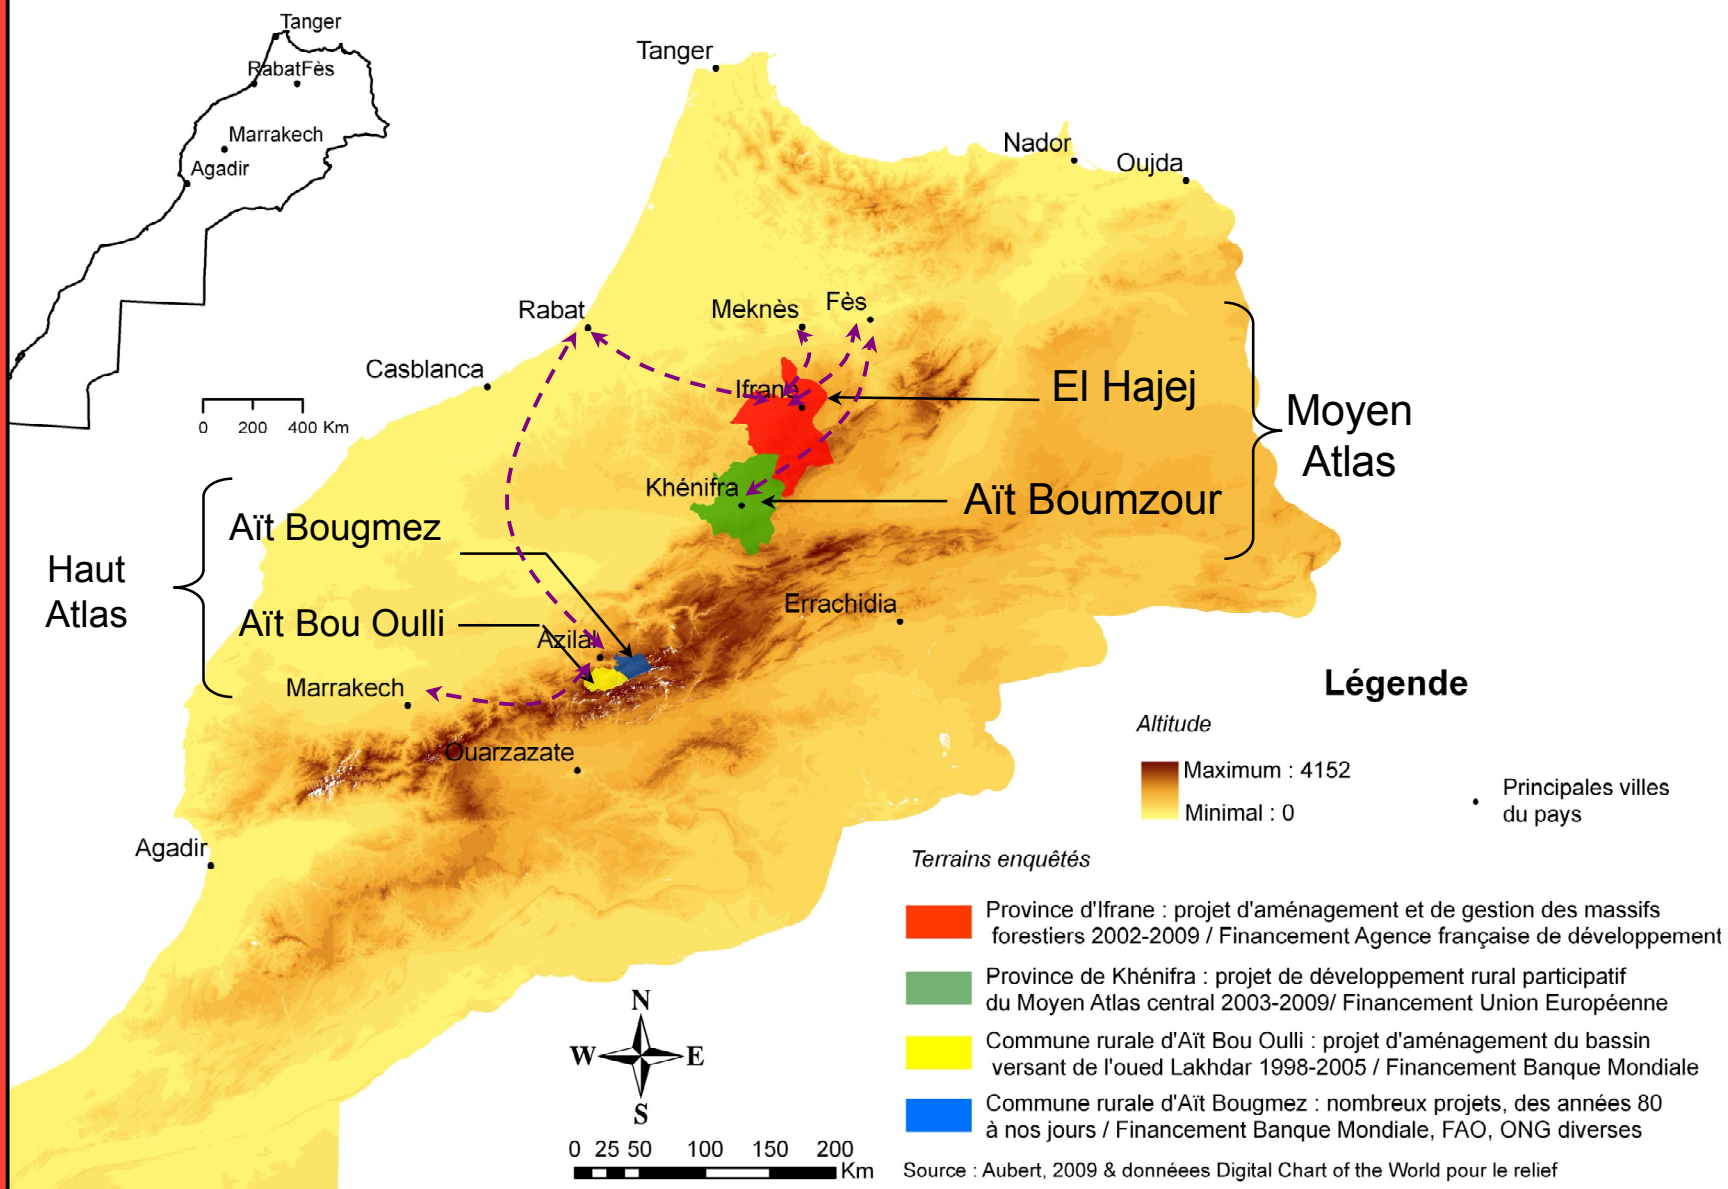 Tanger
Rabat
Fès
Marrakech
Agadir
0 200 400 Km
Tanger
Nador
Oujda
Rabat
Meknès
Fès
Casblanca
Ifrane
El Hajej
Moyen
Atlas
Khénifra
Aït Boumzour
Aït Bougmez
Haut
Atlas
Aït Bou Oulli
Azilal
Errachidia
Marrakech
Ouarzazate
Agadir
Légende
Altitude
Maximum : 4152
Minimal : 0
Principales villes
du pays
Terrains enquêtés
Province d'Ifrane : projet d'aménagement et de gestion des massifs
forestiers 2002-2009 / Financement Agence française de développement
Province de Khénifra : projet de développement rural participatif
du Moyen Atlas central 2003-2009/ Financement Union Européenne
Commune rurale d'Aït Bou Oulli : projet d'aménagement du bassin
versant de l'oued Lakhdar 1998-2005 / Financement Banque Mondiale
Commune rurale d'Aït Bougmez : nombreux projets, des années 80
à nos jours / Financement Banque Mondiale, FAO, ONG diverses
N
W E
S
0 25 50 100 150 200
Km
Source : Aubert, 2009 & donnéees Digital Chart of the World pour le relief